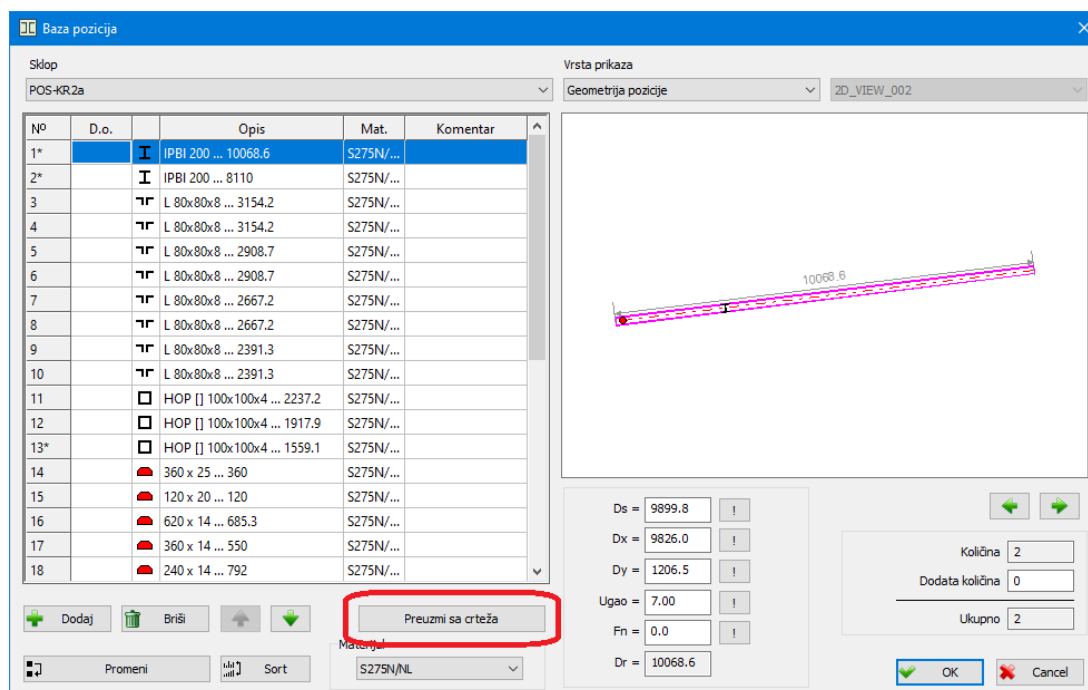 Baza pozicija
Sklop
POS-KR2a
Vrsta prikaza
Geometrija pozicije
2D_VIEW_002
Nº D.o. Opis Mat. Komentar
1* IPBI 200 ... 10068.6 S275N/...
2* IPBI 200 ... 8110 S275N/...
3 L 80x80x8 ... 3154.2 S275N/...
4 L 80x80x8 ... 3154.2 S275N/...
5 L 80x80x8 ... 2908.7 S275N/...
6 L 80x80x8 ... 2908.7 S275N/...
7 L 80x80x8 ... 2667.2 S275N/...
8 L 80x80x8 ... 2667.2 S275N/...
9 L 80x80x8 ... 2391.3 S275N/...
10 L 80x80x8 ... 2391.3 S275N/...
11 HOP [] 100x100x4 ... 2237.2 S275N/...
12 HOP [] 100x100x4 ... 1917.9 S275N/...
13* HOP [] 100x100x4 ... 1559.1 S275N/...
14 360 x 25 ... 360 S275N/...
15 120 x 20 ... 120 S275N/...
16 620 x 14 ... 685.3 S275N/...
17 360 x 14 ... 550 S275N/...
18 240 x 14 ... 792 S275N/...
Dodaj Briši Preuzmi sa crteža
Promeni Sort
Materijal
S275N/NL
10068.6
Ds = 9899.8 !
Dx = 9826.0 !
Dy = 1206.5 !
Ugao = 7.00 !
Fn = 0.0 !
Dr = 10068.6
Količina 2
Dodata količina 0
Ukupno 2
OK Cancel